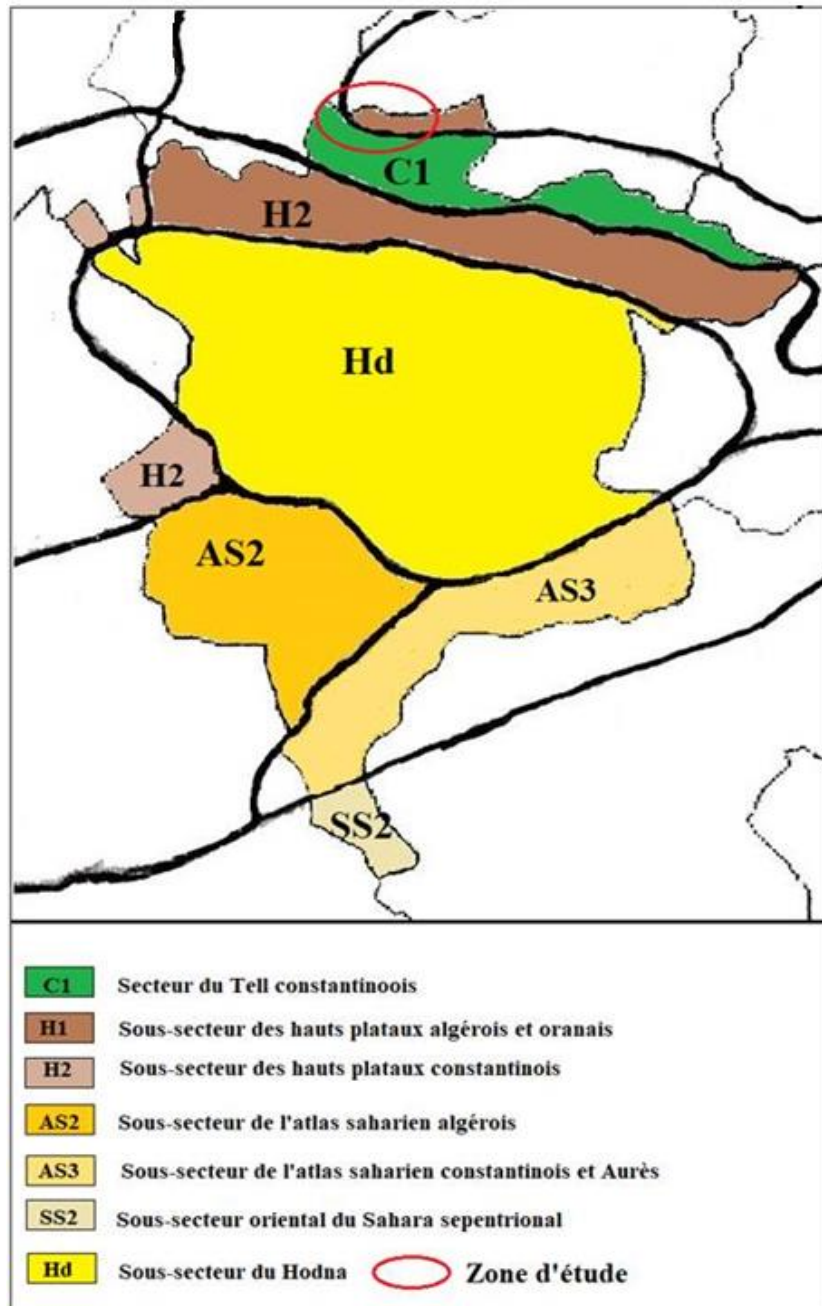 C1
H2
Hd
H2
AS2
AS3
SS2
C1 Secteur du Tell constantinoois
H1 Sous-secteur des hauts plataux algérois et oranais
H2 Sous-secteur des hauts plataux constantinois
AS2 Sous-secteur de l'atlas saharien algérois
AS3 Sous-secteur de l'atlas saharien constantinois et Aurès
SS2 Sous-secteur oriental du Sahara sepentrional
Hd Sous-secteur du Hodna Zone d'étude